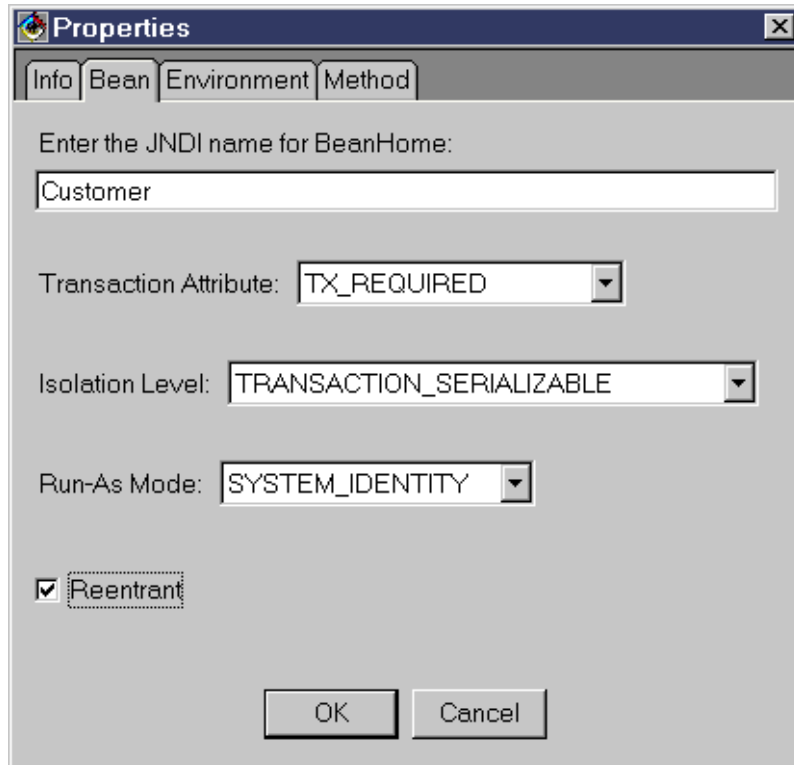 Properties
Info Bean Environment Method
Enter the JNDI name for BeanHome:
Customer
Transaction Attribute: TX_REQUIRED
Isolation Level: TRANSACTION_SERIALIZABLE
Run-As Mode: SYSTEM_IDENTITY
Reentrant
OK Cancel